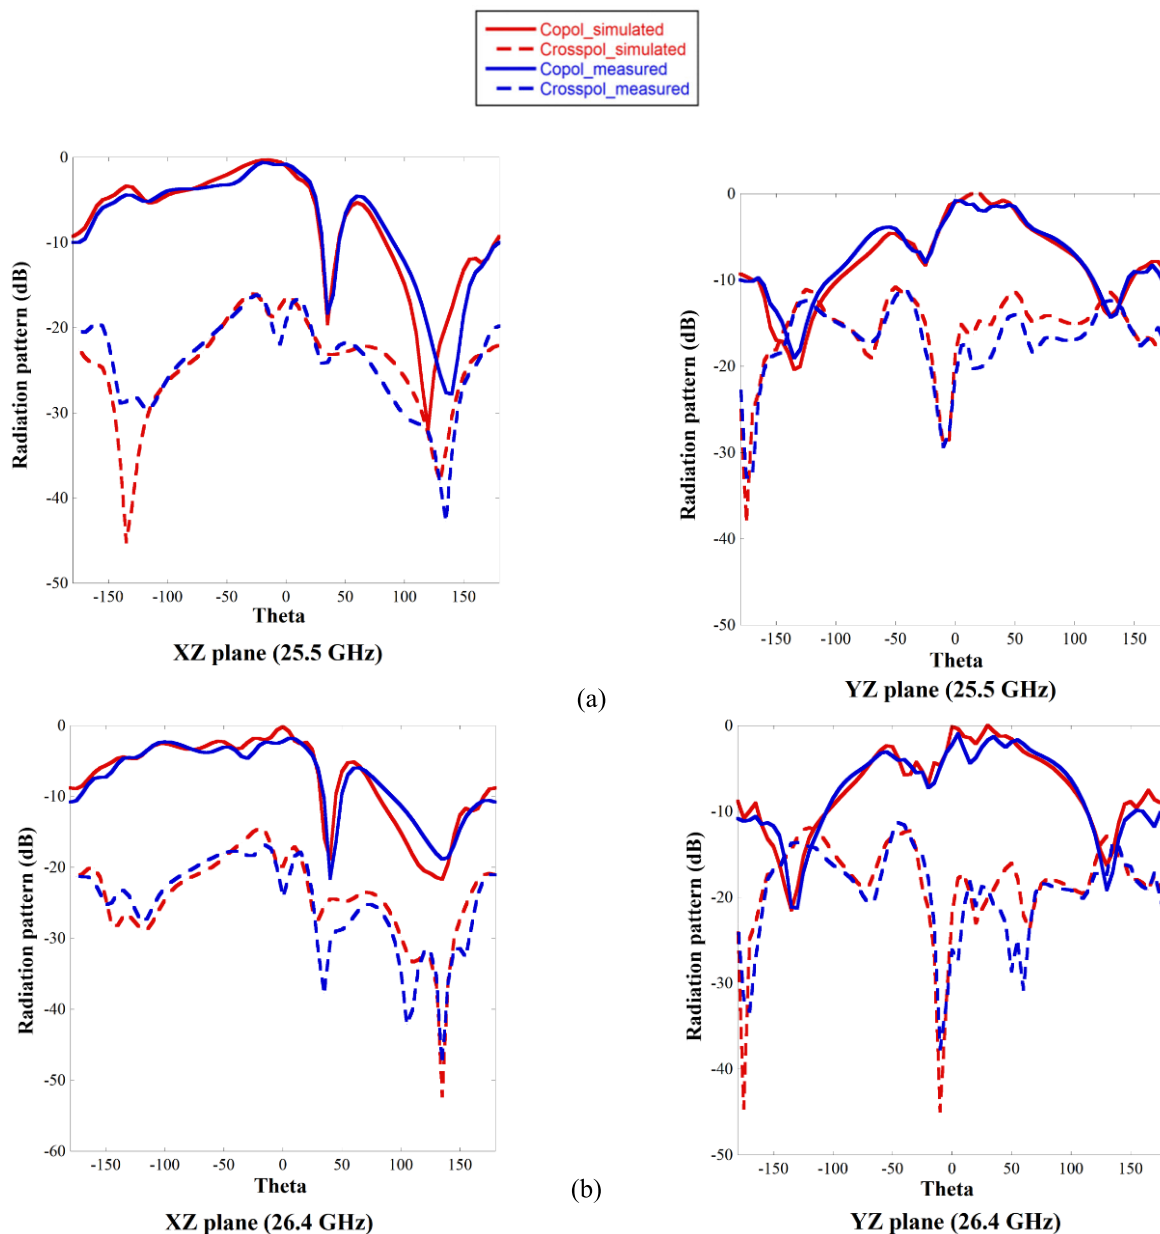 Copol_simulated
Crosspol_simulated
Copol_measured
Crosspol_measured
Radiation pattern (dB)
0
-10
-20
-30
-40
-50
-150 -100 -50 0 50 100 150
Theta
XZ plane (25.5 GHz)
Radiation pattern (dB)
0
-10
-20
-30
-40
-50
-150 -100 -50 0 50 100 150
Theta
YZ plane (25.5 GHz)
(a)
Radiation pattern (dB)
0
-10
-20
-30
-40
-50
-60
-150 -100 -50 0 50 100 150
Theta
XZ plane (26.4 GHz)
Radiation pattern (dB)
0
-10
-20
-30
-40
-50
-150 -100 -50 0 50 100 150
Theta
YZ plane (26.4 GHz)
(b)